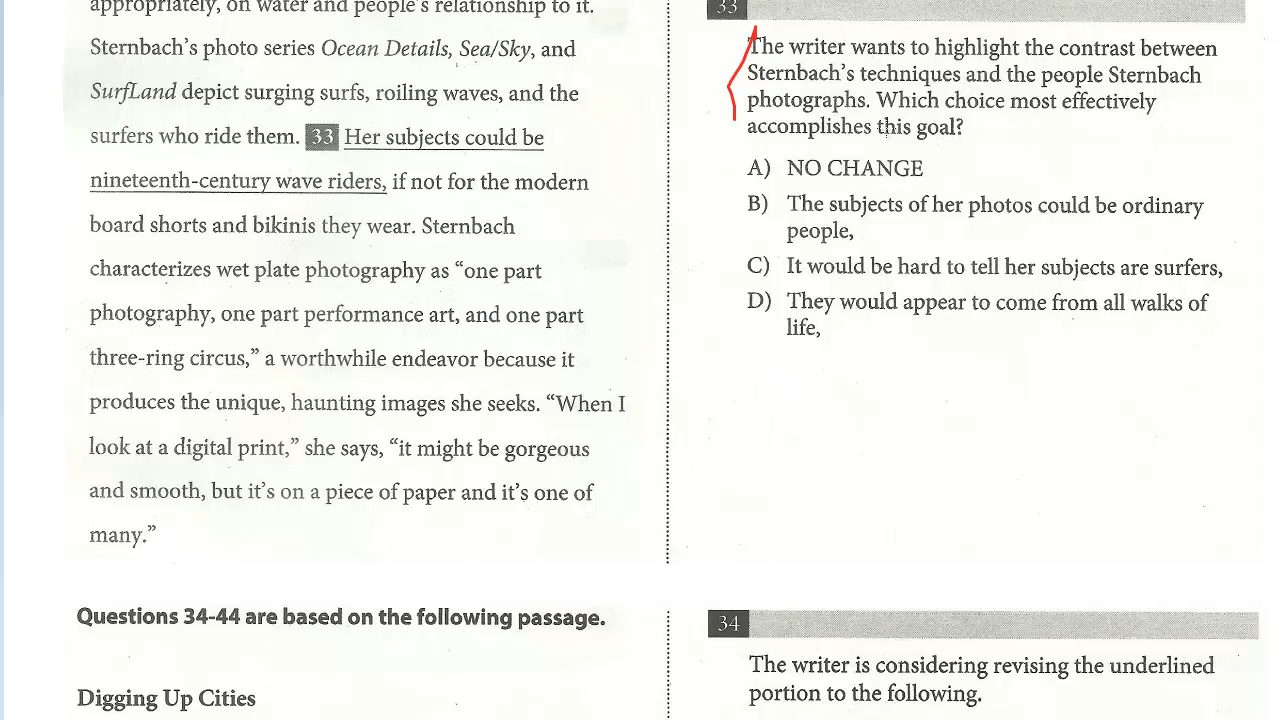 appropriately, on water and people's relationship to it.
Sternbach's photo series Ocean Details, Sea/Sky, and
SurfLand depict surging surfs, roiling waves, and the
surfers who ride them. 33 Her subjects could be
nineteenth-century wave riders, if not for the modern
board shorts and bikinis they wear. Sternbach
characterizes wet plate photography as “one part
photography, one part performance art, and one part
three-ring circus,” a worthwhile endeavor because it
produces the unique, haunting images she seeks. “When I
look at a digital print,” she says, “it might be gorgeous
and smooth, but it's on a piece of paper and it's one of
many.”
33
The writer wants to highlight the contrast between
Sternbach's techniques and the people Sternbach
photographs. Which choice most effectively
accomplishes this goal?
A) NO CHANGE
B) The subjects of her photos could be ordinary
people,
C) It would be hard to tell her subjects are surfers,
D) They would appear to come from all walks of
life,
Questions 34-44 are based on the following passage.
Digging Up Cities
34
The writer is considering revising the underlined
portion to the following.